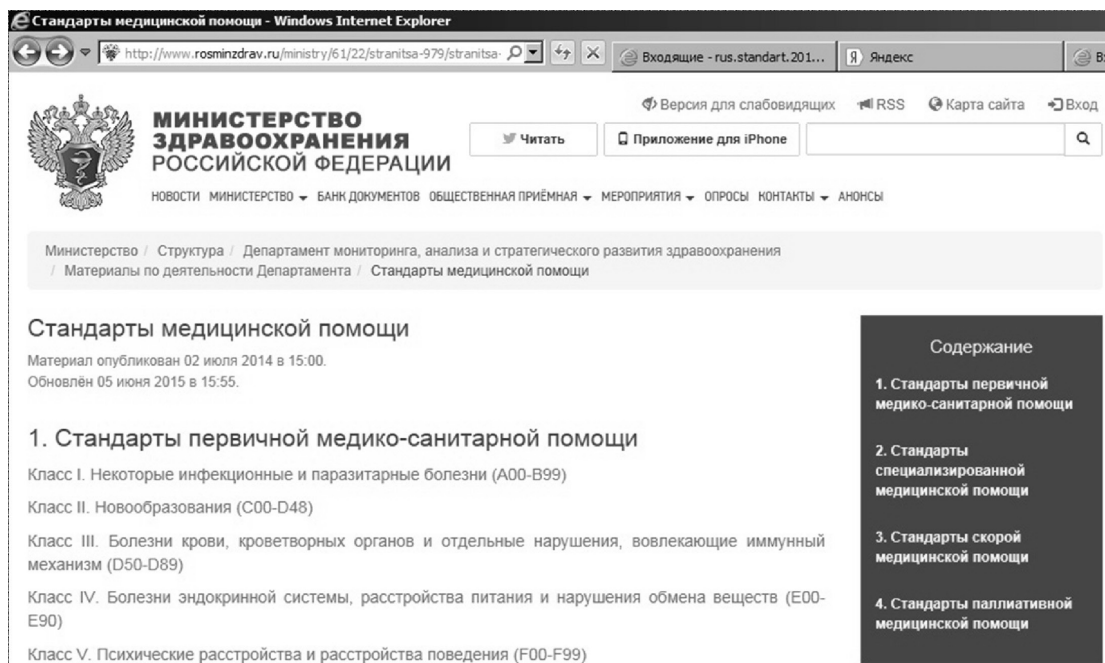 Стандарты медицинской помощи - Windows Internet Explorer
http://www.rosminzdrav.ru/ministry/61/22/stranitsa-979/stranitsa-
Входящие - rus.standart.201...
Я Яндекс
Версия для слабовидящих RSS Карта сайта Вход
МИНИСТЕРСТВО
ЗДРАВООХРАНЕНИЯ
РОССИЙСКОЙ ФЕДЕРАЦИИ
Читать
Приложение для iPhone
НОВОСТИ МИНИСТЕРСТВО БАНК ДОКУМЕНТОВ ОБЩЕСТВЕННАЯ ПРИЁМНАЯ МЕРОПРИЯТИЯ ОПРОСЫ КОНТАКТЫ АНОНСЫ
Министерство / Структура / Департамент мониторинга, анализа и стратегического развития здравоохранения
/ Материалы по деятельности Департамента / Стандарты медицинской помощи
Стандарты медицинской помощи
Материал опубликован 02 июля 2014 в 15:00.
Обновлён 05 июня 2015 в 15:55.
1. Стандарты первичной медико-санитарной помощи
Класс I. Некоторые инфекционные и паразитарные болезни (A00-B99)
Класс II. Новообразования (C00-D48)
Класс III. Болезни крови, кроветворных органов и отдельные нарушения, вовлекающие иммунный
механизм (D50-D89)
Класс IV. Болезни эндокринной системы, расстройства питания и нарушения обмена веществ (E00-
E90)
Класс V. Психические расстройства и расстройства поведения (F00-F99)
Содержание
1. Стандарты первичной
медико-санитарной помощи
2. Стандарты
специализированной
медицинской помощи
3. Стандарты скорой
медицинской помощи
4. Стандарты паллиативной
медицинской помощи